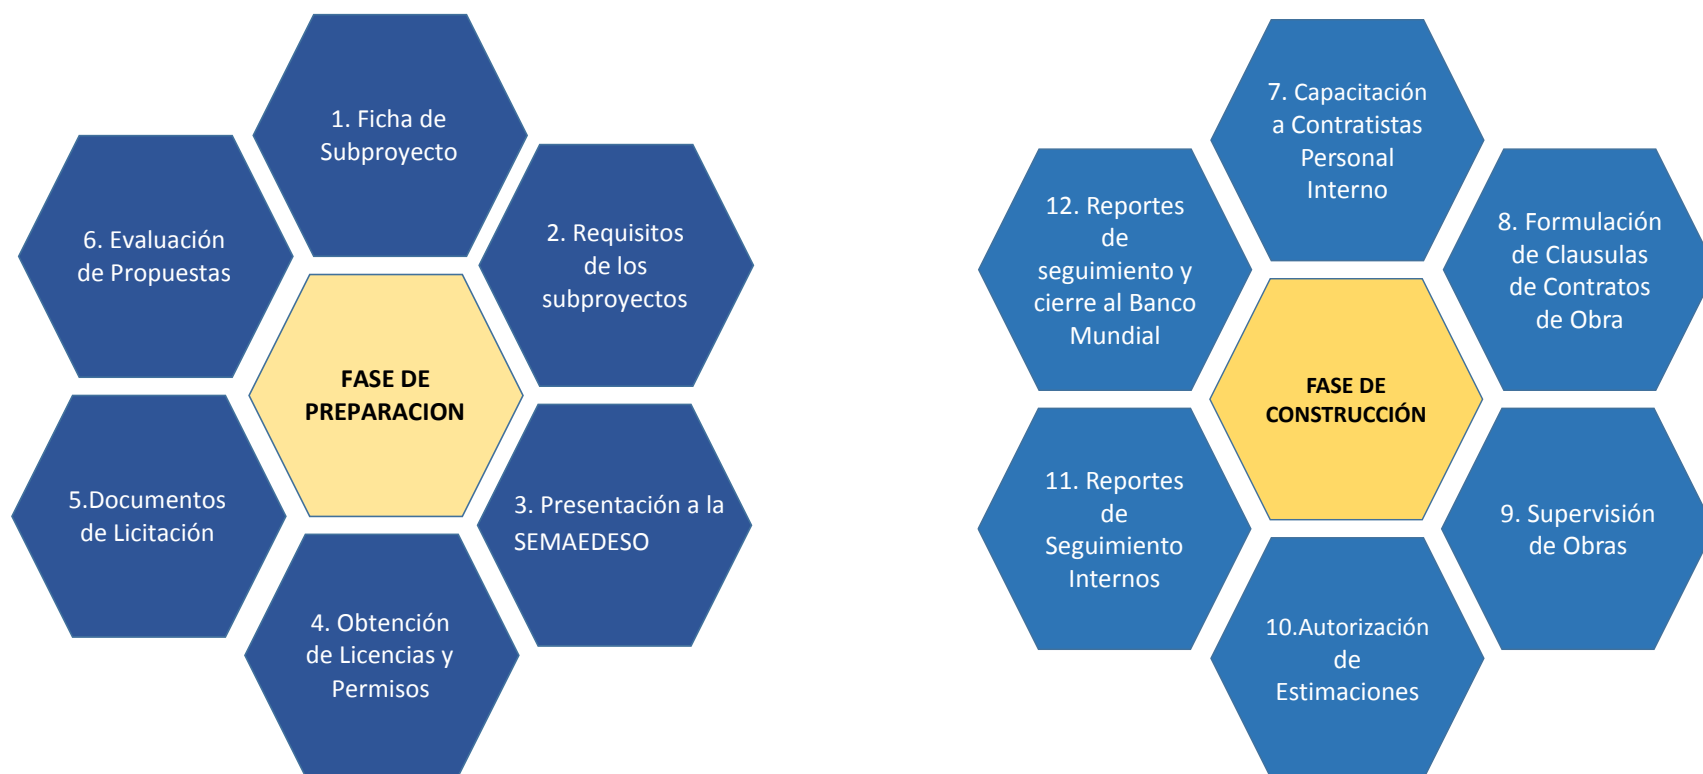 1. Ficha de
Subproyecto
2. Requisitos
de los
subproyectos
3. Presentación a la
SEMAEDESO
4. Obtención
de Licencias y
Permisos
5.Documentos
de Licitación
6. Evaluación
de Propuestas
FASE DE
PREPARACION
7. Capacitación
a Contratistas
Personal
Interno
8. Formulación
de Clausulas
de Contratos
de Obra
9. Supervisión
de Obras
10.Autorización
de
Estimaciones
11. Reportes
de
Seguimiento
Internos
12. Reportes
de
seguimiento y
cierre al Banco
Mundial
FASE DE
CONSTRUCCIÓN